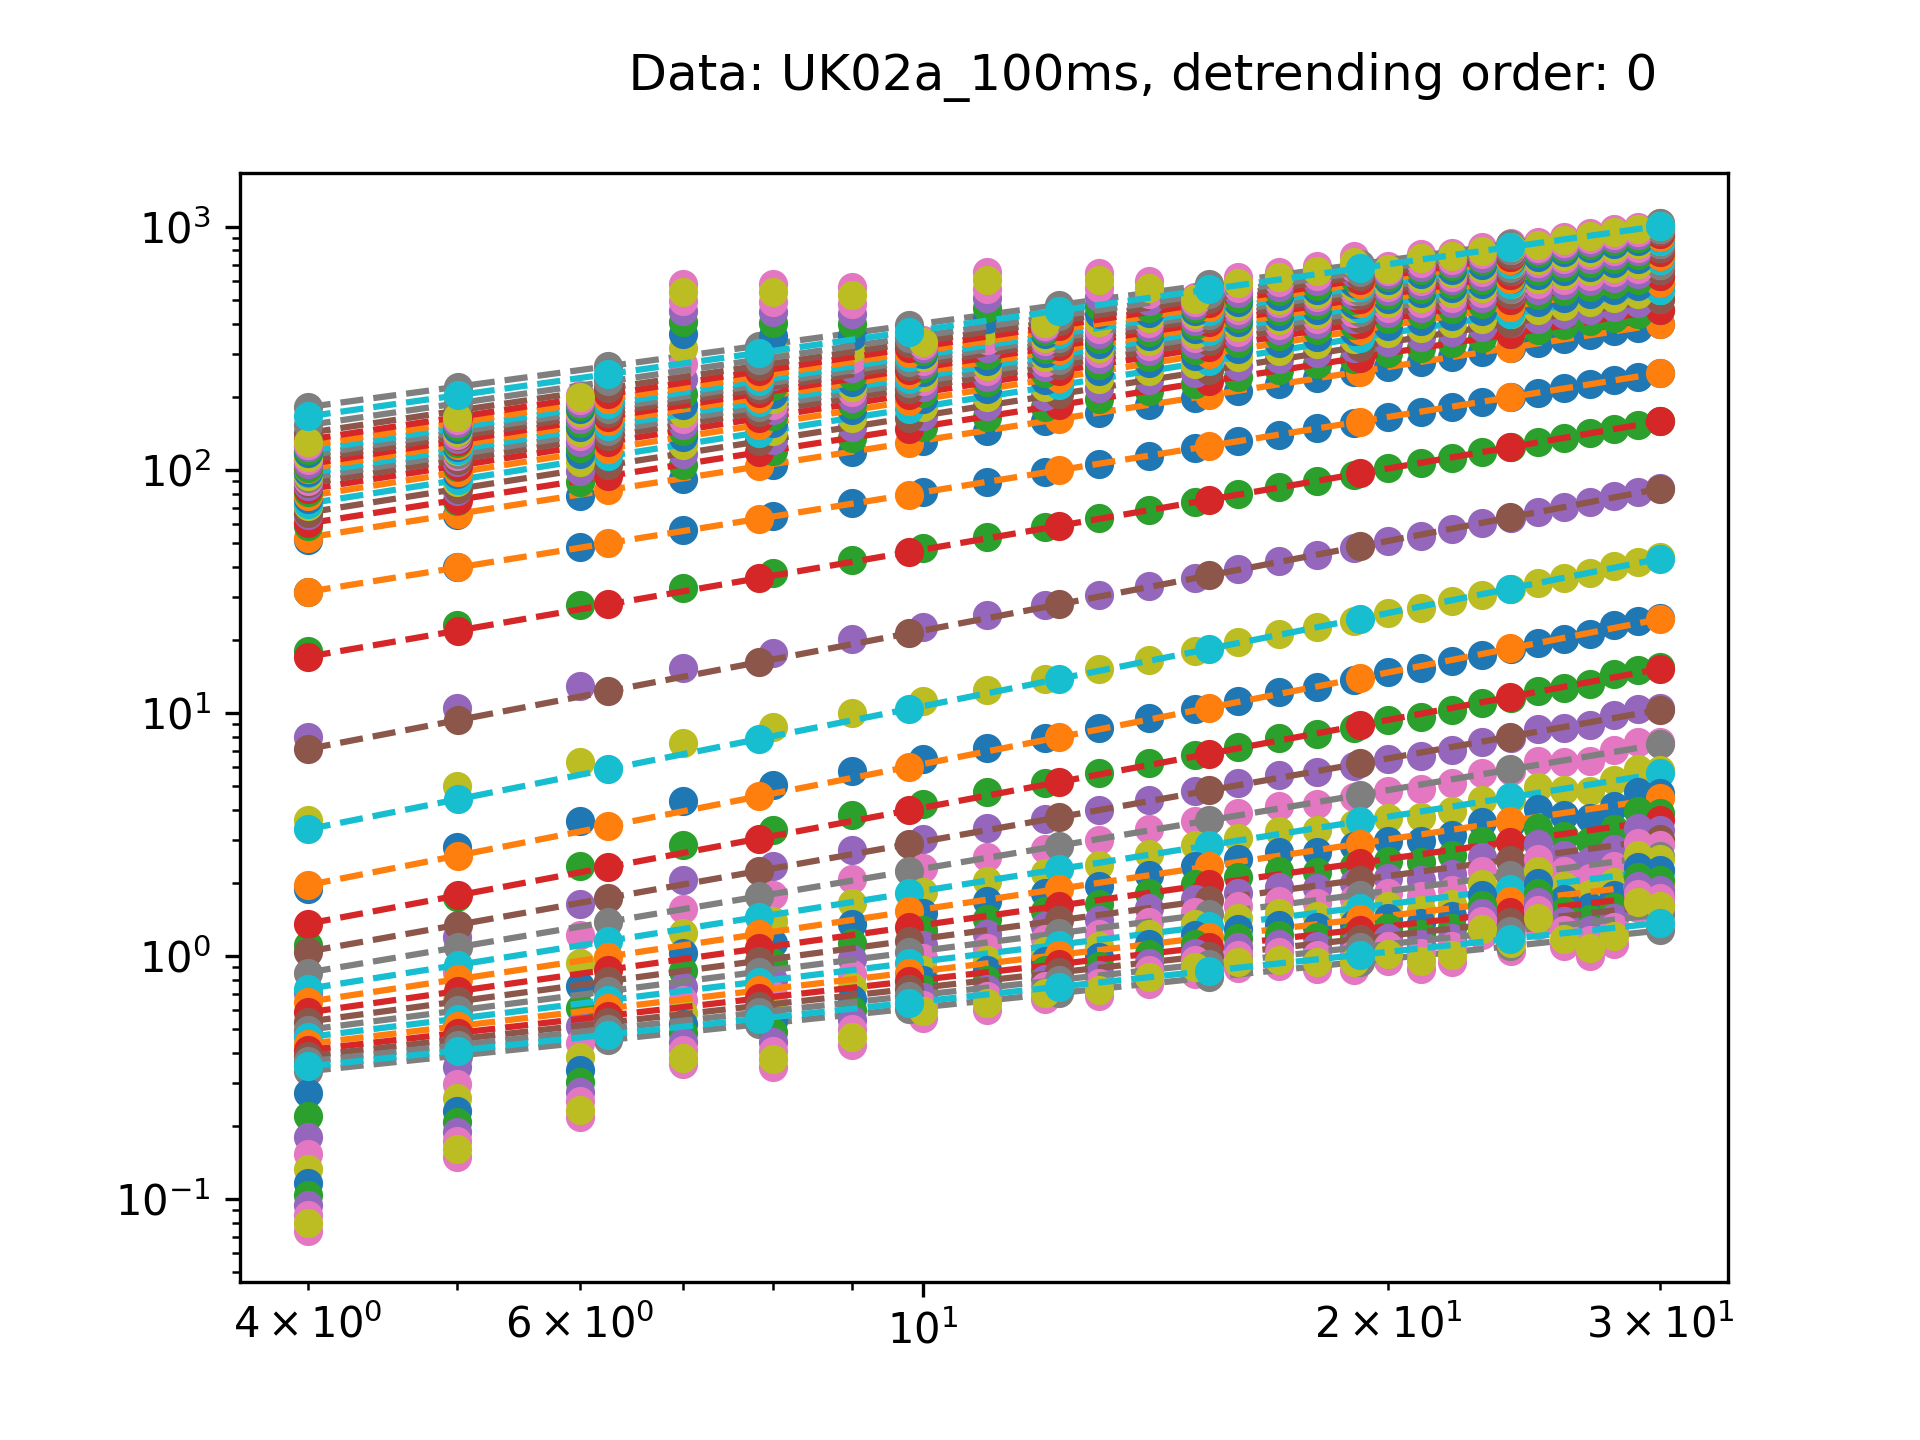 Data: UK02a_100ms, detrending order: 0
10³
10²
10¹
10⁰
10⁻¹
4 × 10⁰ 6 × 10⁰ 10¹ 2 × 10¹ 3 × 10¹